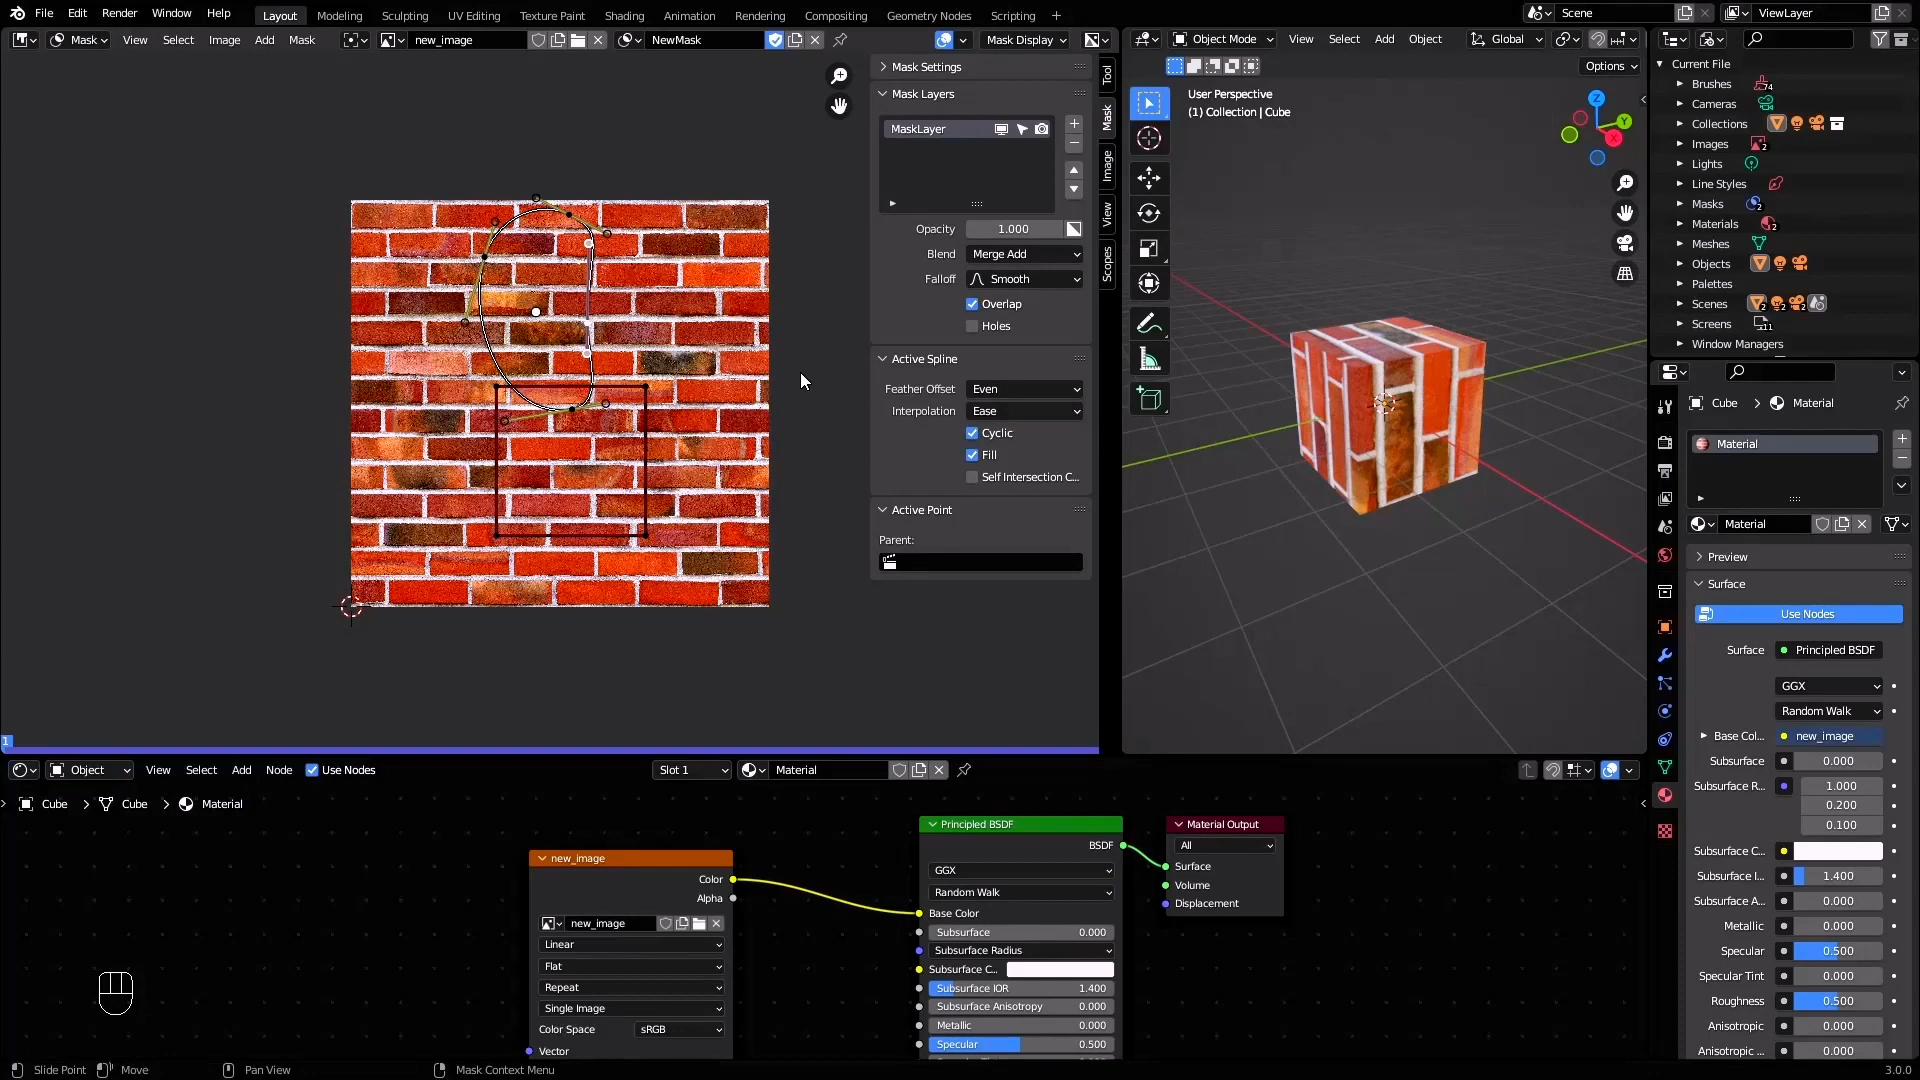 File Edit Render Window Help Layout Modeling Sculpting UV Editing Texture Paint Shading Animation Rendering Compositing Geometry Nodes Scripting + Scene ViewLayer
Mask View Select Image Add Mask new_image NewMask Mask Display
Object Mode View Select Add Object Global
Options
User Perspective
(1) Collection | Cube
Z
Y
X
Tool
Mask
Image
View
Scopes
Mask Settings
Mask Layers
MaskLayer
Opacity 1.000
Blend Merge Add
Falloff Smooth
Overlap
Holes
Active Spline
Feather Offset Even
Interpolation Ease
Cyclic
Fill
Self Intersection C...
Active Point
Parent:
1
Current File
Brushes 74
Cameras
Collections
Images 2
Lights
Line Styles
Masks 2
Materials 2
Meshes
Objects
Palettes
Scenes 2 2 2
Screens 11
Window Managers
Cube > Material
Material
Material
Preview
Surface
Use Nodes
Surface Principled BSDF
GGX
Random Walk
Base Col... new_image
Subsurface 0.000
Subsurface R... 1.000
0.200
0.100
Subsurface C...
Subsurface I... 1.400
Subsurface A... 0.000
Metallic 0.000
Specular 0.500
Specular Tint 0.000
Roughness 0.500
Anisotropic 0.000
Anisotropic ... 0.000
Object View Select Add Node Use Nodes Slot 1 Material
Cube > Cube > Material
new_image
Color
Alpha
new_image
Linear
Flat
Repeat
Single Image
Color Space sRGB
Vector
Principled BSDF
BSDF
GGX
Random Walk
Base Color
Subsurface 0.000
Subsurface Radius
Subsurface C...
Subsurface IOR 1.400
Subsurface Anisotropy 0.000
Metallic 0.000
Specular 0.500
Material Output
All
Surface
Volume
Displacement
Slide Point Move Pan View Mask Context Menu 3.0.0